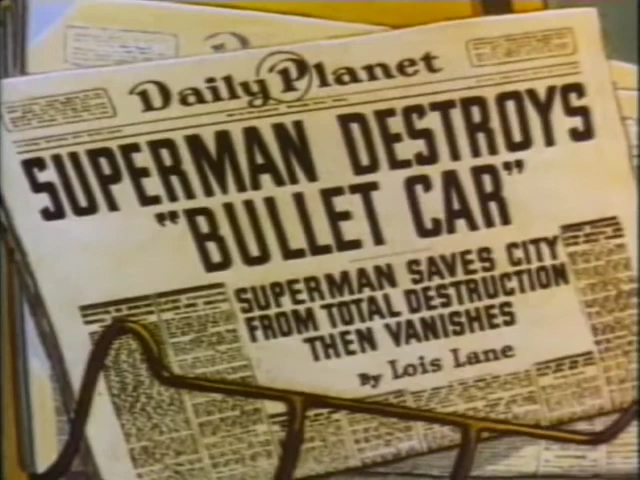 Daily Planet
SUPERMAN DESTROYS
"BULLET CAR"
SUPERMAN SAVES CITY
FROM TOTAL DESTRUCTION
THEN VANISHES
By Lois Lane